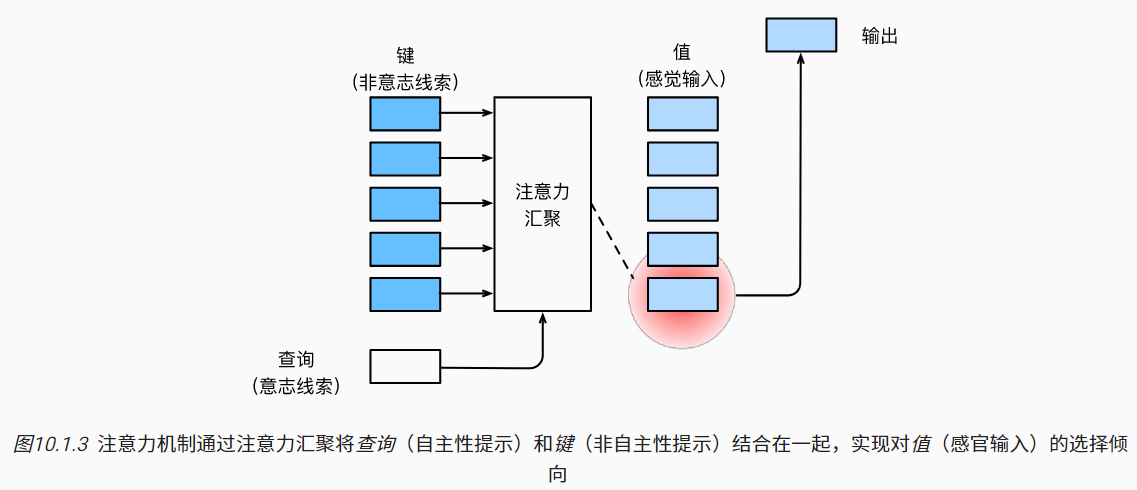 输出
键
（非意志线索）
值
（感觉输入）
注意力
汇聚
查询
（意志线索）
图10.1.3 注意力机制通过注意力汇聚将查询（自主性提示）和键（非自主性提示）结合在一起，实现对值（感官输入）的选择倾
向